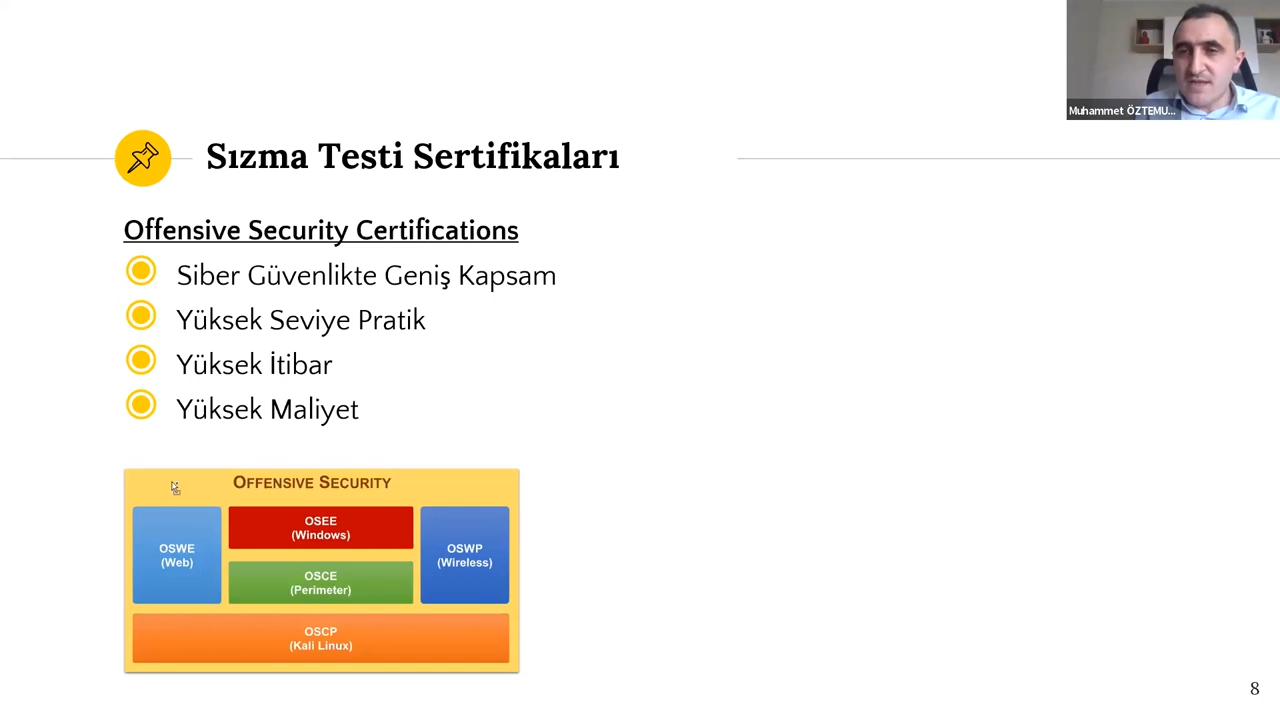 Muhammet ÖZTEMU...
Sızma Testi Sertifikaları
Offensive Security Certifications
Siber Güvenlikte Geniş Kapsam
Yüksek Seviye Pratik
Yüksek İtibar
Yüksek Maliyet
OFFENSIVE SECURITY
OSWE
(Web)
OSEE
(Windows)
OSCE
(Perimeter)
OSWP
(Wireless)
OSCP
(Kali Linux)
8